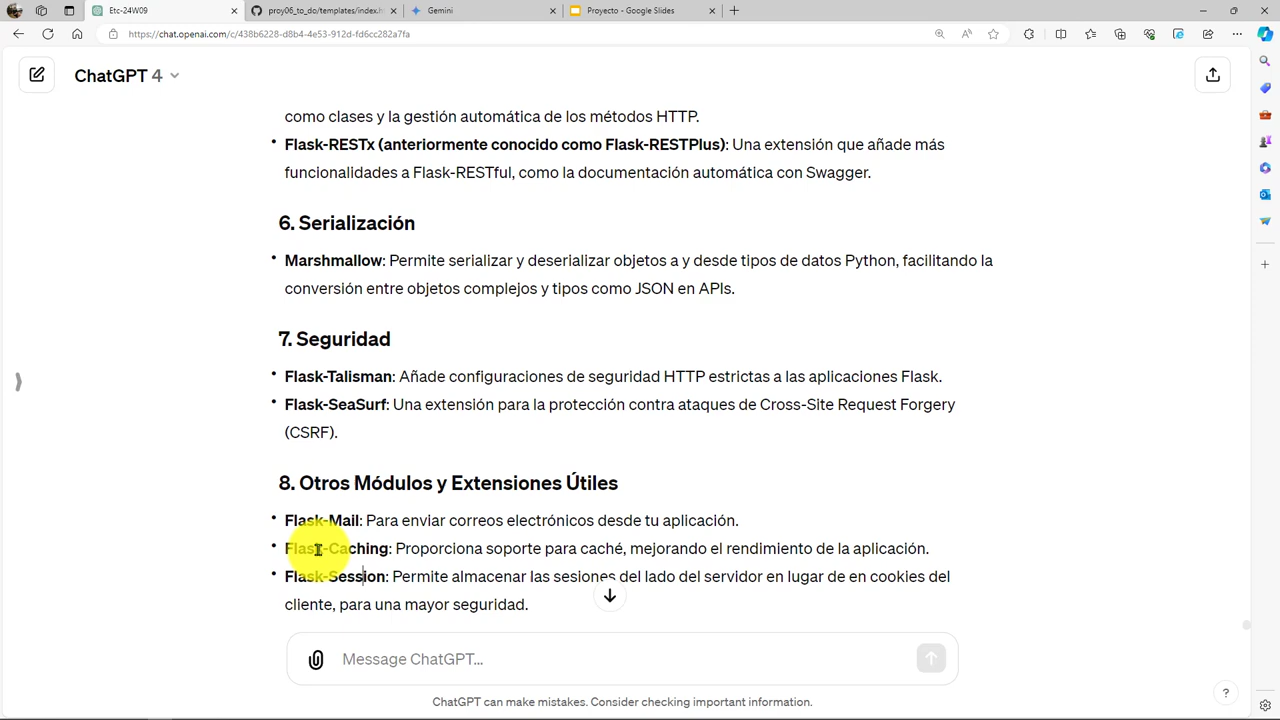 Etc-24W09
proy06_to_do/templates/index.h
Gemini
Proyecto - Google Slides
https://chat.openai.com/c/438b6228-d8b4-4e53-912d-fd6cc282a7fa
ChatGPT 4
como clases y la gestión automática de los métodos HTTP.
• Flask-RESTx (anteriormente conocido como Flask-RESTPlus): Una extensión que añade más
funcionalidades a Flask-RESTful, como la documentación automática con Swagger.
6. Serialización
• Marshmallow: Permite serializar y deserializar objetos a y desde tipos de datos Python, facilitando la
conversión entre objetos complejos y tipos como JSON en APIs.
7. Seguridad
• Flask-Talisman: Añade configuraciones de seguridad HTTP estrictas a las aplicaciones Flask.
• Flask-SeaSurf: Una extensión para la protección contra ataques de Cross-Site Request Forgery
(CSRF).
8. Otros Módulos y Extensiones Útiles
• Flask-Mail: Para enviar correos electrónicos desde tu aplicación.
• Flask-Caching: Proporciona soporte para caché, mejorando el rendimiento de la aplicación.
• Flask-Session: Permite almacenar las sesiones del lado del servidor en lugar de en cookies del
cliente, para una mayor seguridad.
Message ChatGPT...
ChatGPT can make mistakes. Consider checking important information.
?